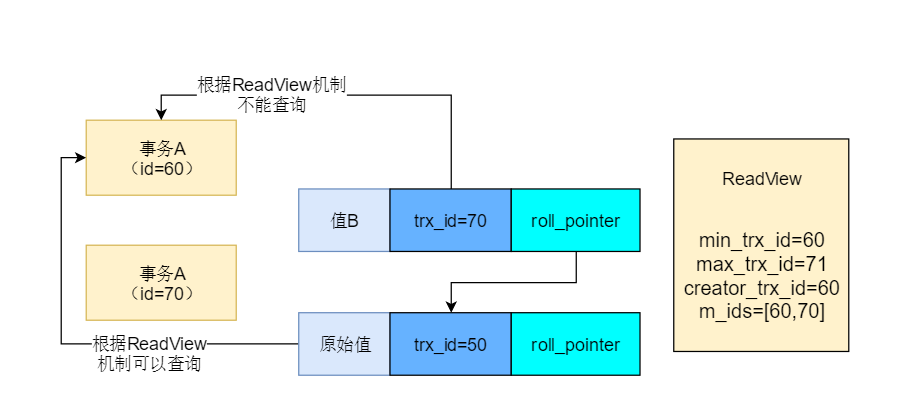 根据ReadView机制
不能查询
事务A
（id=60）
值B
trx_id=70
roll_pointer
事务A
(id=70)
根据ReadView
机制可以查询
原始值
trx_id=50
roll_pointer
ReadView
min_trx_id=60
max_trx_id=71
creator_trx_id=60
m_ids=[60,70]